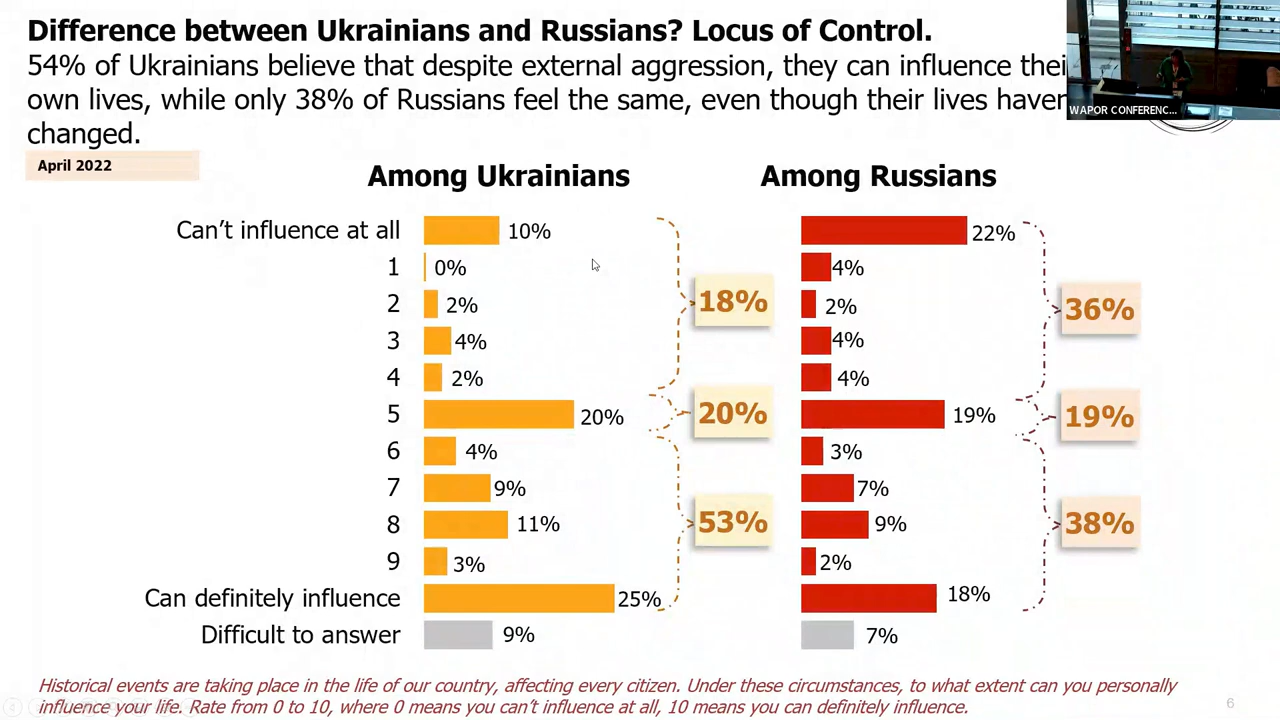 Difference between Ukrainians and Russians? Locus of Control.
54% of Ukrainians believe that despite external aggression, they can influence thei
own lives, while only 38% of Russians feel the same, even though their lives haven
changed.
WAPOR CONFERENC...
April 2022
Among Ukrainians Among Russians
Can't influence at all 10% 22%
1 0% 4%
2 2% 2%
3 4% 4%
4 2% 4%
18% 36%
5 20% 19%
20% 19%
6 4% 3%
7 9% 7%
8 11% 9%
53% 38%
9 3% 2%
Can definitely influence 25% 18%
Difficult to answer 9% 7%
Historical events are taking place in the life of our country, affecting every citizen. Under these circumstances, to what extent can you personally
influence your life. Rate from 0 to 10, where 0 means you can't influence at all, 10 means you can definitely influence.
6